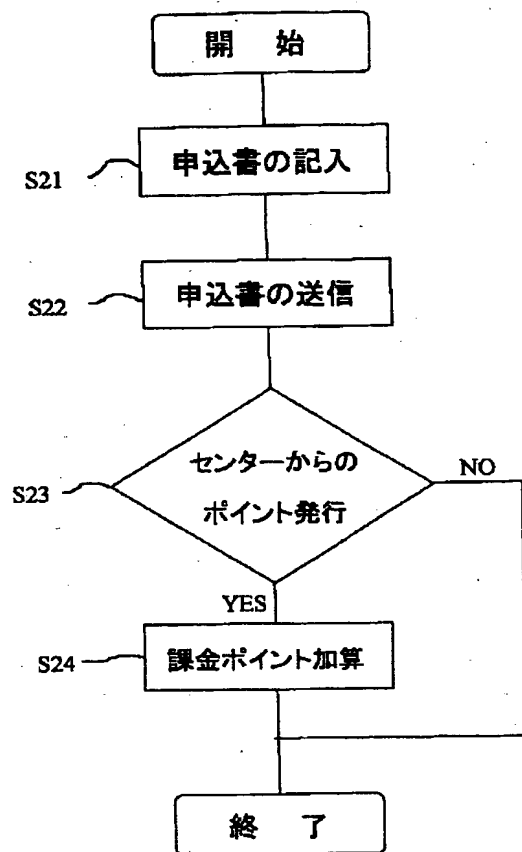 開 始
S21
申込書の記入
S22
申込書の送信
S23
センターからの
ポイント発行
NO
YES
S24
課金ポイント加算
終 了